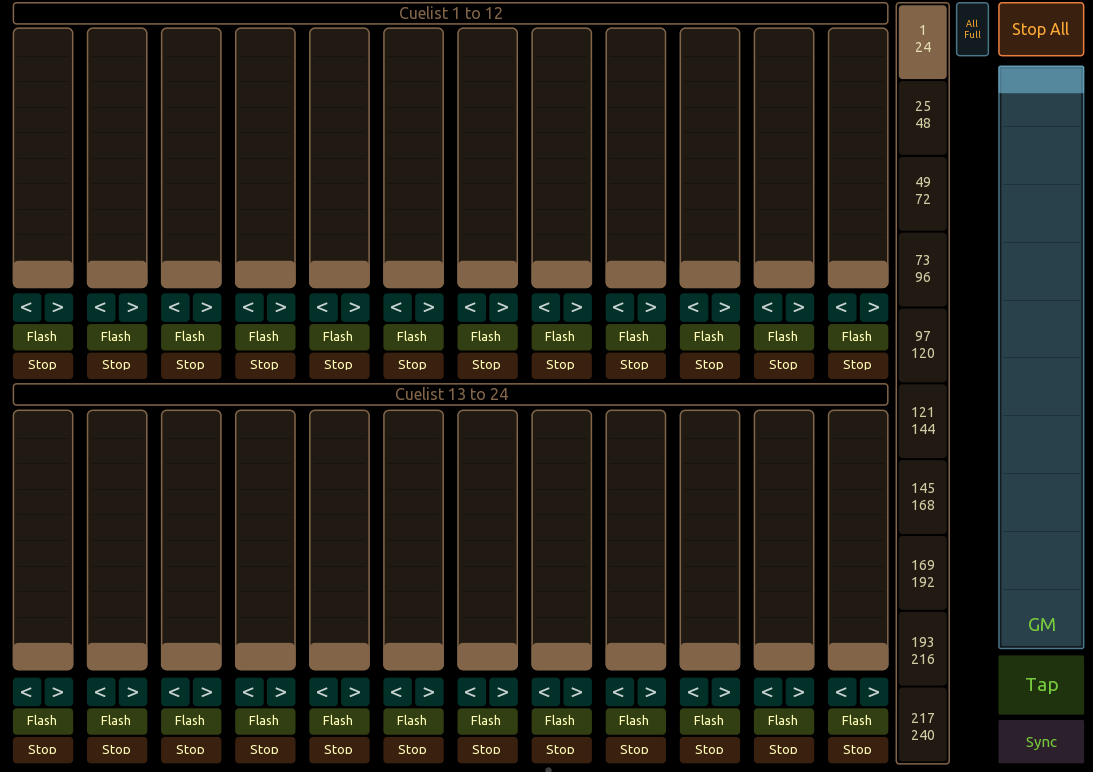 Cuelist 1 to 12
< > < > < > < > < > < > < > < > < > < > < > < >
Flash Flash Flash Flash Flash Flash Flash Flash Flash Flash Flash Flash
Stop Stop Stop Stop Stop Stop Stop Stop Stop Stop Stop Stop
Cuelist 13 to 24
< > < > < > < > < > < > < > < > < > < > < > < >
Flash Flash Flash Flash Flash Flash Flash Flash Flash Flash Flash Flash
Stop Stop Stop Stop Stop Stop Stop Stop Stop Stop Stop Stop
1
24
25
48
49
72
73
96
97
120
121
144
145
168
169
192
193
216
217
240
All
Full
Stop All
GM
Tap
Sync